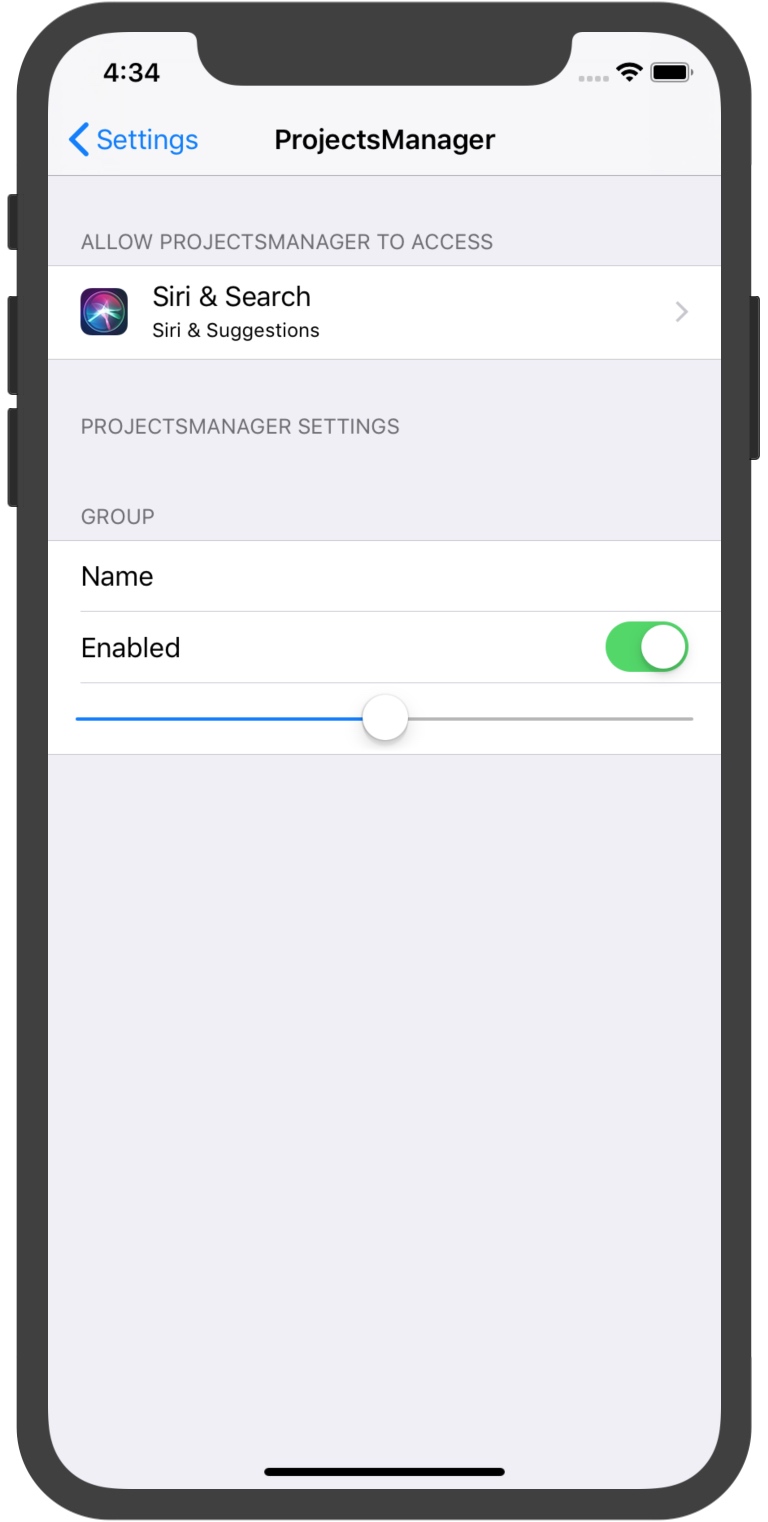 4:34
Settings
ProjectsManager
ALLOW PROJECTSMANAGER TO ACCESS
Siri & Search
Siri & Suggestions
PROJECTSMANAGER SETTINGS
GROUP
Name
Enabled